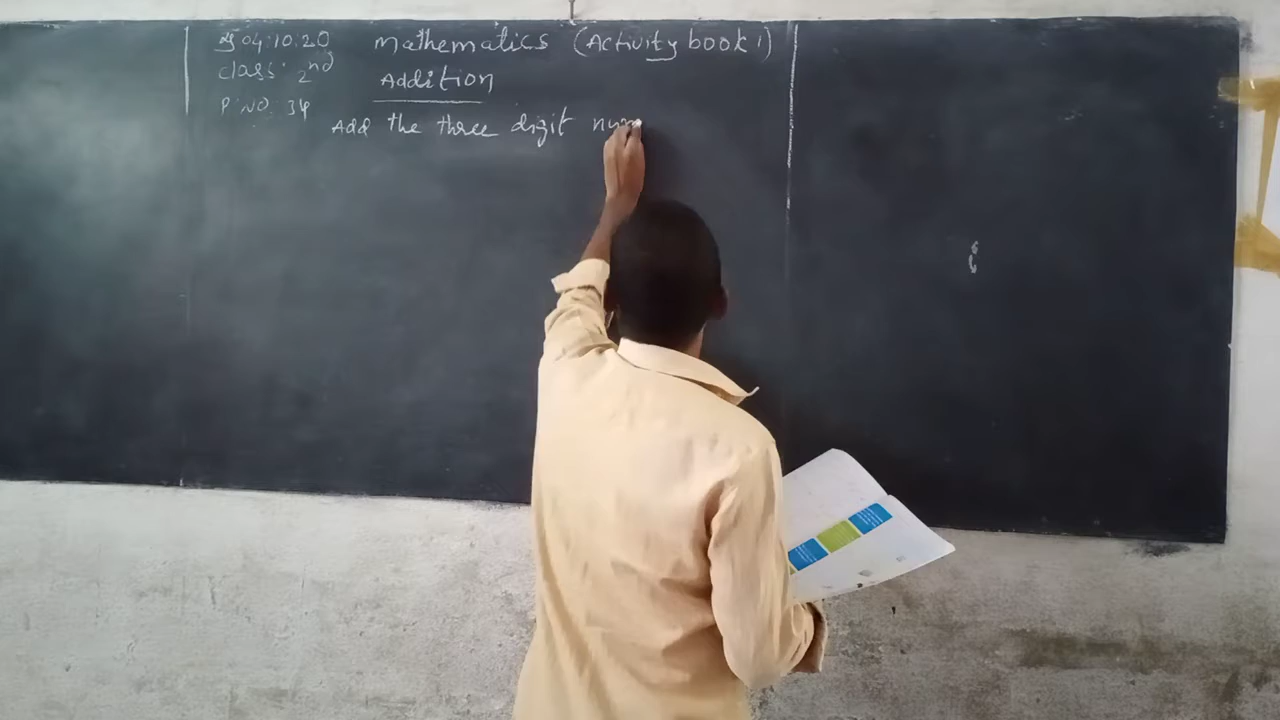 04:10:20 Mathematics (Activity book 1)
class: 2nd Addition
P.NO: 34
Add the three digit num